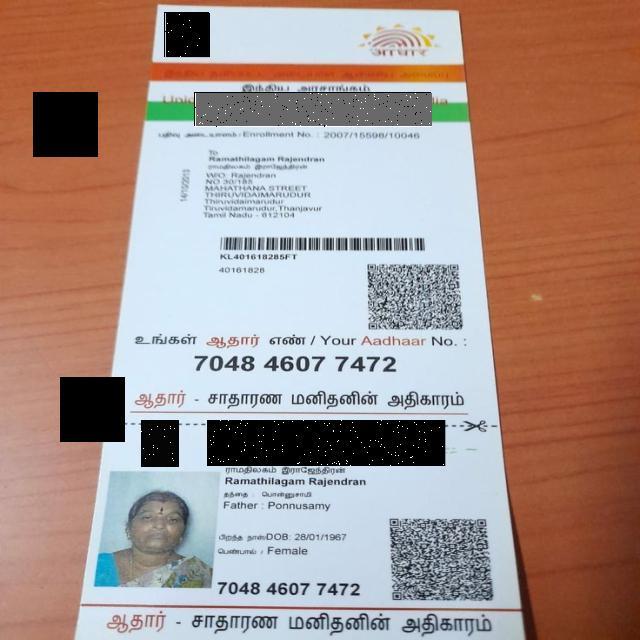 आधार
இந்திய அரசாங்கம்
பதிவு அடையாளம் / Enrollment No. : 2007/15598/10046
To
Ramathilagam Rajendran
ராமதிலகம் இராஜேந்திரன்
W/O: Rajendran
NO 30/185
MAHATHANA STREET
THIRUVIDAIMARUDUR
Thiruvidaimarudur
Tiruvidamarudur,Thanjavur
Tamil Nadu - 612104
14/10/2013
KL401618285FT
40161828
உங்கள் ஆதார் எண் / Your Aadhaar No. :
7048 4607 7472
ஆதார் - சாதாரண மனிதனின் அதிகாரம்
ராமதிலகம் இராஜேந்திரன்
Ramathilagam Rajendran
தந்தை : பொன்னுசாமி
Father : Ponnusamy
பிறந்த நாள்/DOB: 28/01/1967
பெண்பால் / Female
7048 4607 7472
ஆதார் - சாதாரண மனிதனின் அதிகாரம்